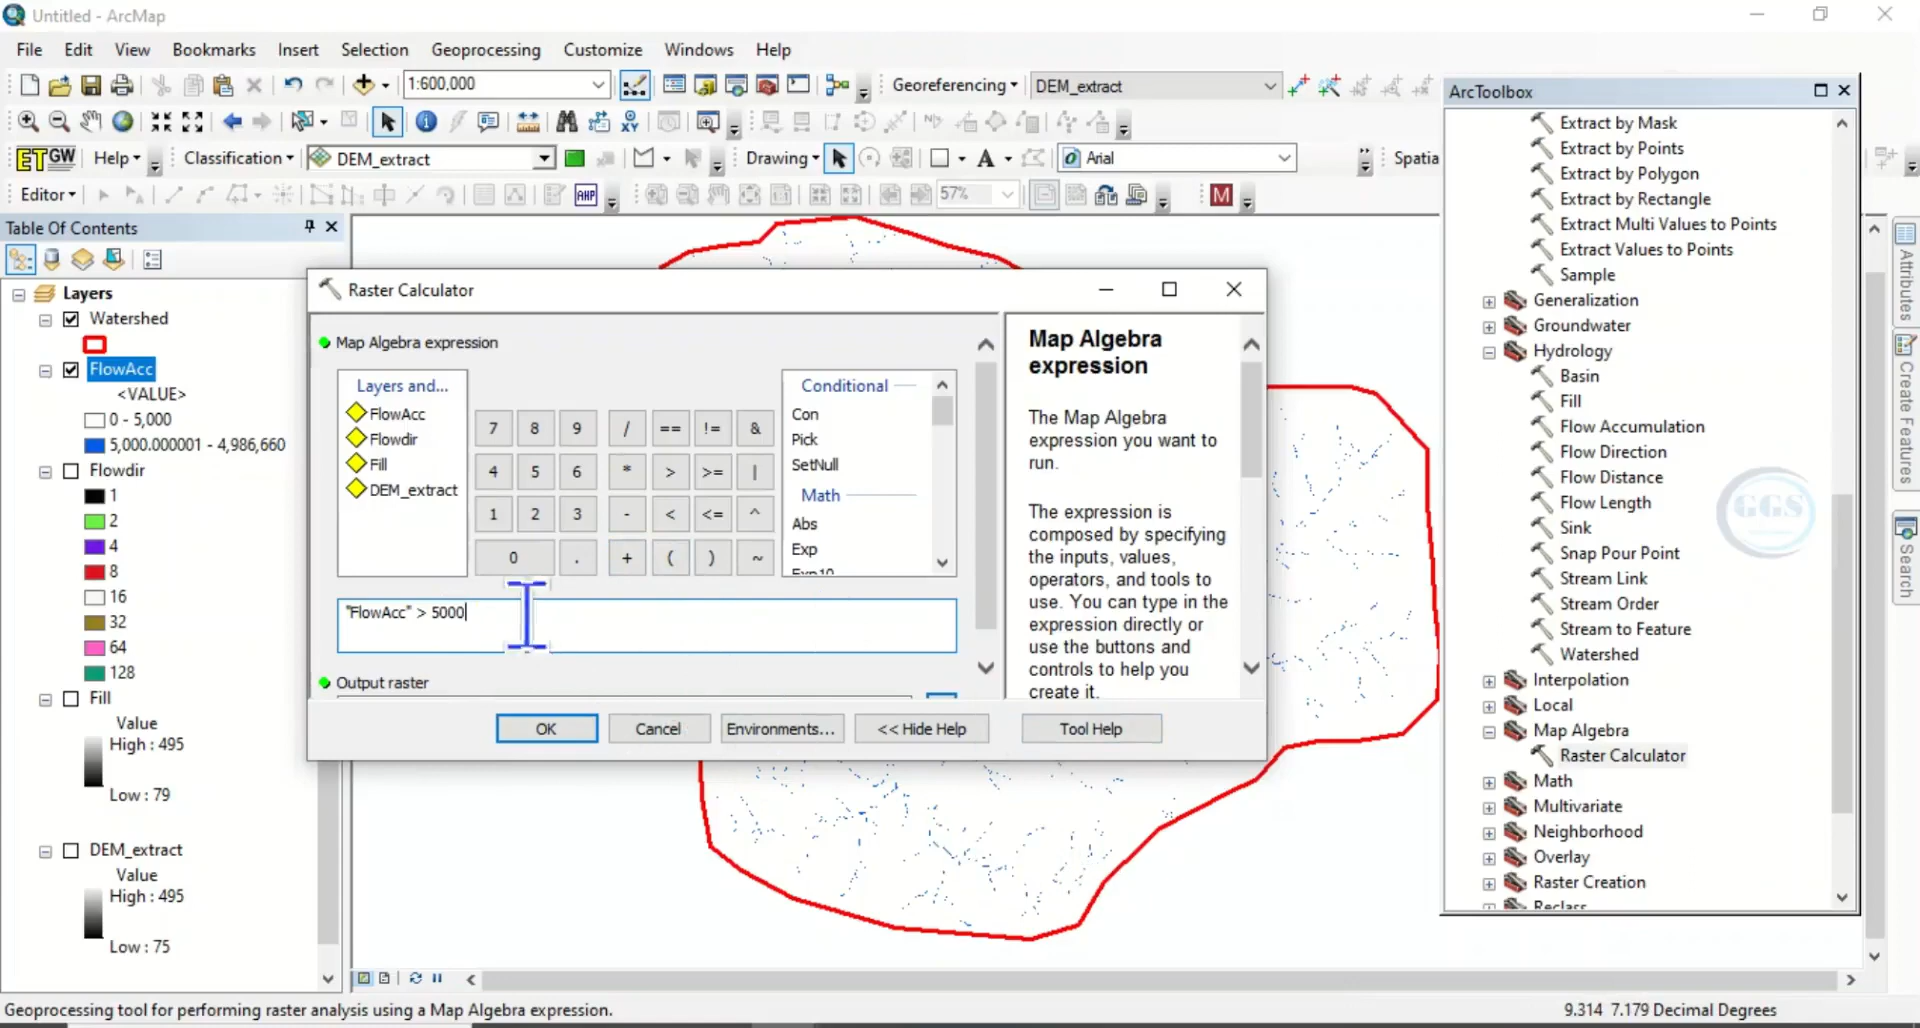 Untitled - ArcMap
File Edit View Bookmarks Insert Selection Geoprocessing Customize Windows Help
1:600,000
Georeferencing
DEM_extract
ET GW Help
Classification
DEM_extract
Drawing
A
Arial
Spatia
Editor
AHP
57%
M
Table Of Contents
Layers
Watershed
FlowAcc
<VALUE>
0 - 5,000
5,000.000001 - 4,986,660
Flowdir
1
2
4
8
16
32
64
128
Fill
Value
High : 495
Low : 79
DEM_extract
Value
High : 495
Low : 75
Raster Calculator
Map Algebra expression
Layers and...
FlowAcc
Flowdir
Fill
DEM_extract
7 8 9 / == != &
4 5 6 * > >= |
1 2 3 - < <= ^
0 . + ( ) ~
Conditional
Con
Pick
SetNull
Math
Abs
Exp
Exp10
"FlowAcc" > 5000
Output raster
OK
Cancel
Environments...
<< Hide Help
Tool Help
Map Algebra
expression
The Map Algebra
expression you want to
run.
The expression is
composed by specifying
the inputs, values,
operators, and tools to
use. You can type in the
expression directly or
use the buttons and
controls to help you
create it.
ArcToolbox
Extract by Mask
Extract by Points
Extract by Polygon
Extract by Rectangle
Extract Multi Values to Points
Extract Values to Points
Sample
Generalization
Groundwater
Hydrology
Basin
Fill
Flow Accumulation
Flow Direction
Flow Distance
Flow Length
Sink
Snap Pour Point
Stream Link
Stream Order
Stream to Feature
Watershed
Interpolation
Local
Map Algebra
Raster Calculator
Math
Multivariate
Neighborhood
Overlay
Raster Creation
Reclass
GGS
Attributes
Create Features
Search
Geoprocessing tool for performing raster analysis using a Map Algebra expression.
9.314 7.179 Decimal Degrees